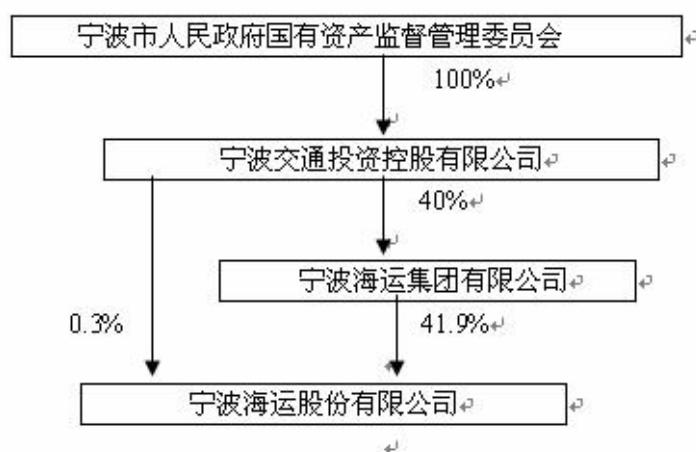 宁波市人民政府国有资产监督管理委员会
100%
宁波交通投资控股有限公司
40%
宁波海运集团有限公司
0.3%
41.9%
宁波海运股份有限公司